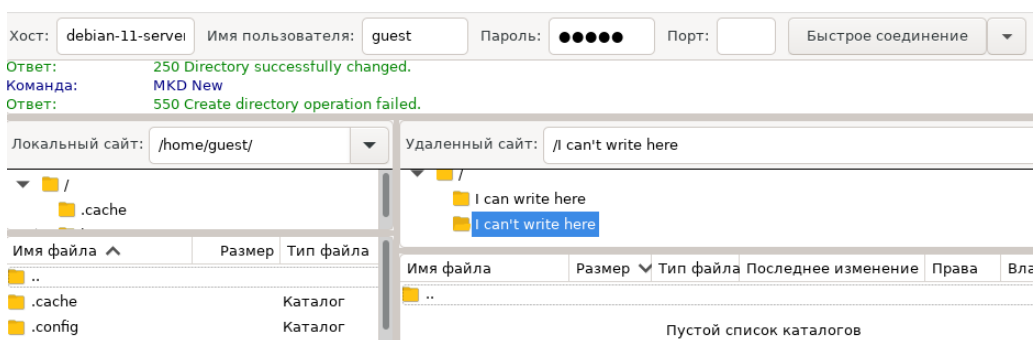 Хост: debian-11-server Имя пользователя: guest Пароль: ●●●●● Порт: Быстрое соединение
Ответ: 250 Directory successfully changed.
Команда: MKD New
Ответ: 550 Create directory operation failed.
Локальный сайт: /home/guest/
/
.cache
Имя файла Размер Тип файла
..
.cache Каталог
.config Каталог
Удаленный сайт: /I can't write here
/
I can write here
I can't write here
Имя файла Размер Тип файла Последнее изменение Права Вла
..
Пустой список каталогов